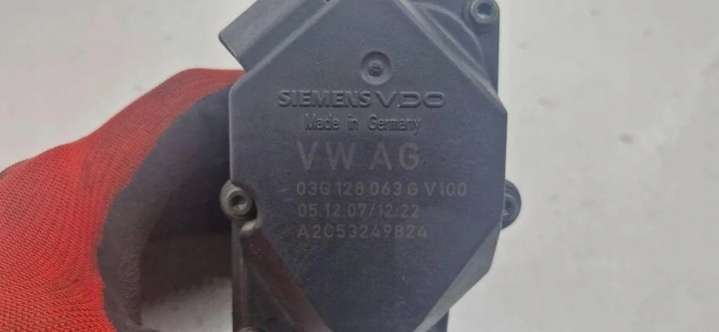 SIEMENS VDO
Made in Germany
VW AG
03G 128 063 G V100
05.12.07/12:22
A2C53249824